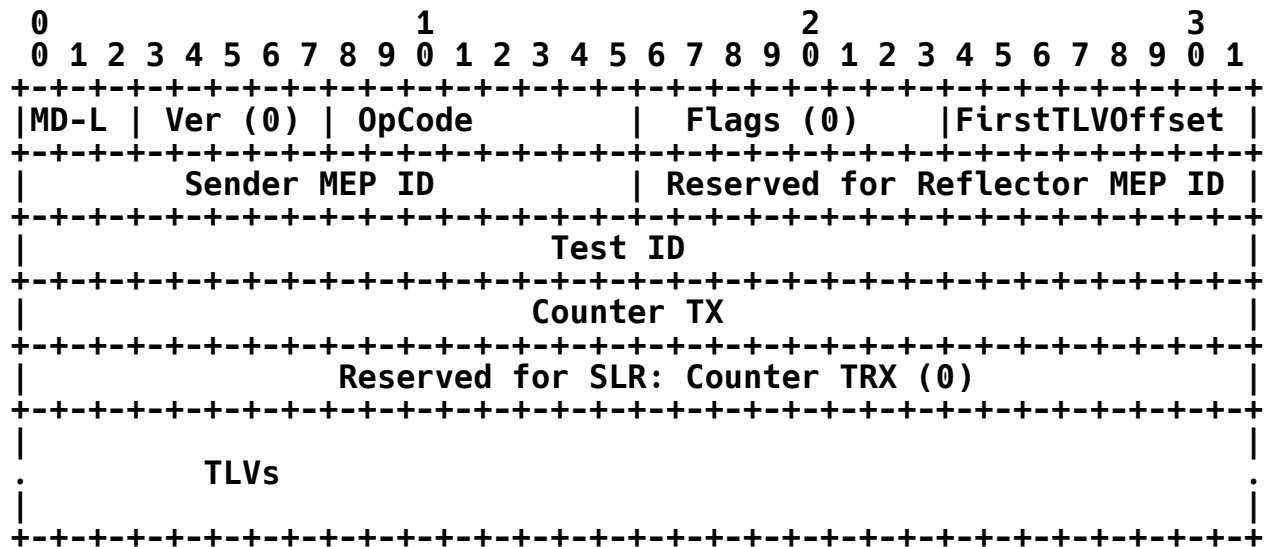 0                   1                   2                   3
 0 1 2 3 4 5 6 7 8 9 0 1 2 3 4 5 6 7 8 9 0 1 2 3 4 5 6 7 8 9 0 1
+-+-+-+-+-+-+-+-+-+-+-+-+-+-+-+-+-+-+-+-+-+-+-+-+-+-+-+-+-+-+-+-+
|MD-L | Ver (0) | OpCode        |  Flags (0)    |FirstTLVOffset |
+-+-+-+-+-+-+-+-+-+-+-+-+-+-+-+-+-+-+-+-+-+-+-+-+-+-+-+-+-+-+-+-+
|        Sender MEP ID          | Reserved for Reflector MEP ID |
+-+-+-+-+-+-+-+-+-+-+-+-+-+-+-+-+-+-+-+-+-+-+-+-+-+-+-+-+-+-+-+-+
|                           Test ID                             |
+-+-+-+-+-+-+-+-+-+-+-+-+-+-+-+-+-+-+-+-+-+-+-+-+-+-+-+-+-+-+-+-+
|                          Counter TX                           |
+-+-+-+-+-+-+-+-+-+-+-+-+-+-+-+-+-+-+-+-+-+-+-+-+-+-+-+-+-+-+-+-+
|                Reserved for SLR: Counter TRX (0)              |
+-+-+-+-+-+-+-+-+-+-+-+-+-+-+-+-+-+-+-+-+-+-+-+-+-+-+-+-+-+-+-+-+
|                                                               |
.         TLVs                                                  .
|                                                               |
+-+-+-+-+-+-+-+-+-+-+-+-+-+-+-+-+-+-+-+-+-+-+-+-+-+-+-+-+-+-+-+-+